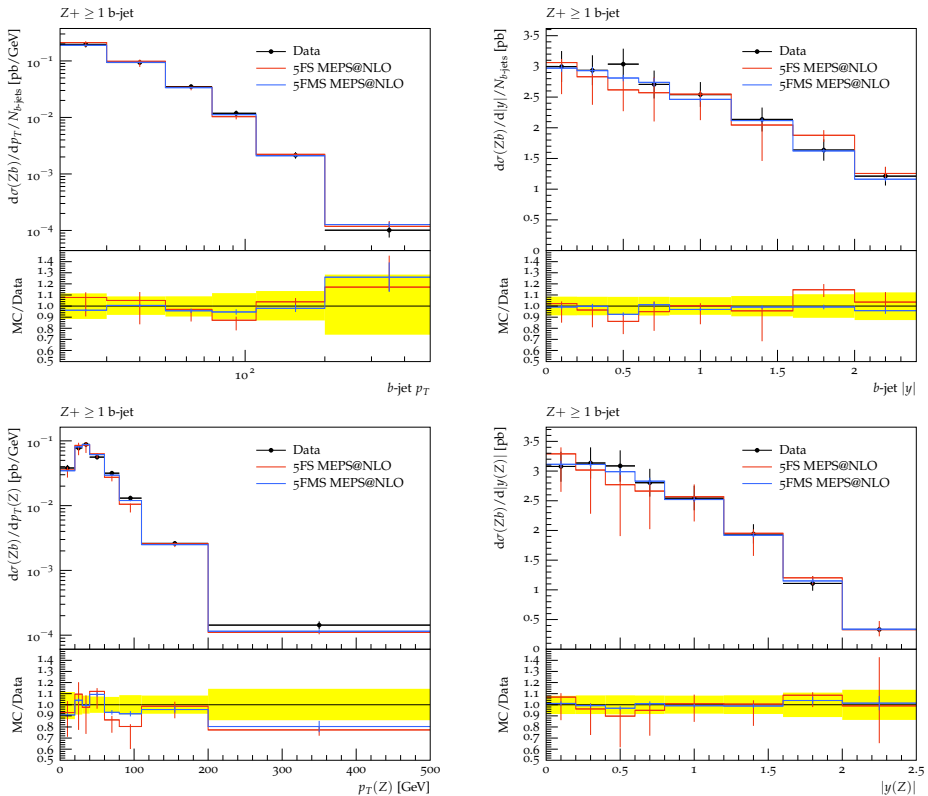 Z+ ≥ 1 b-jet
dσ(Zb)/dp_T/N_b-jets [pb/GeV]
10^−1
10^−2
10^−3
10^−4
Data
5FS MEPS@NLO
5FMS MEPS@NLO
MC/Data
1.4
1.3
1.2
1.1
1.0
0.9
0.8
0.7
0.6
0.5
10^2
b-jet p_T
Z+ ≥ 1 b-jet
dσ(Zb)/d|y|/N_b-jets [pb]
3.5
3
2.5
2
1.5
1
0.5
0
Data
5FS MEPS@NLO
5FMS MEPS@NLO
MC/Data
1.4
1.3
1.2
1.1
1.0
0.9
0.8
0.7
0.6
0.5
0 0.5 1 1.5 2
b-jet |y|
Z+ ≥ 1 b-jet
dσ(Zb)/dp_T(Z) [pb/GeV]
10^−1
10^−2
10^−3
10^−4
Data
5FS MEPS@NLO
5FMS MEPS@NLO
MC/Data
1.4
1.3
1.2
1.1
1.0
0.9
0.8
0.7
0.6
0.5
0 100 200 300 400 500
p_T(Z) [GeV]
Z+ ≥ 1 b-jet
dσ(Zb)/d|y(Z)| [pb]
3.5
3
2.5
2
1.5
1
0.5
0
Data
5FS MEPS@NLO
5FMS MEPS@NLO
MC/Data
1.4
1.3
1.2
1.1
1.0
0.9
0.8
0.7
0.6
0.5
0 0.5 1 1.5 2 2.5
|y(Z)|